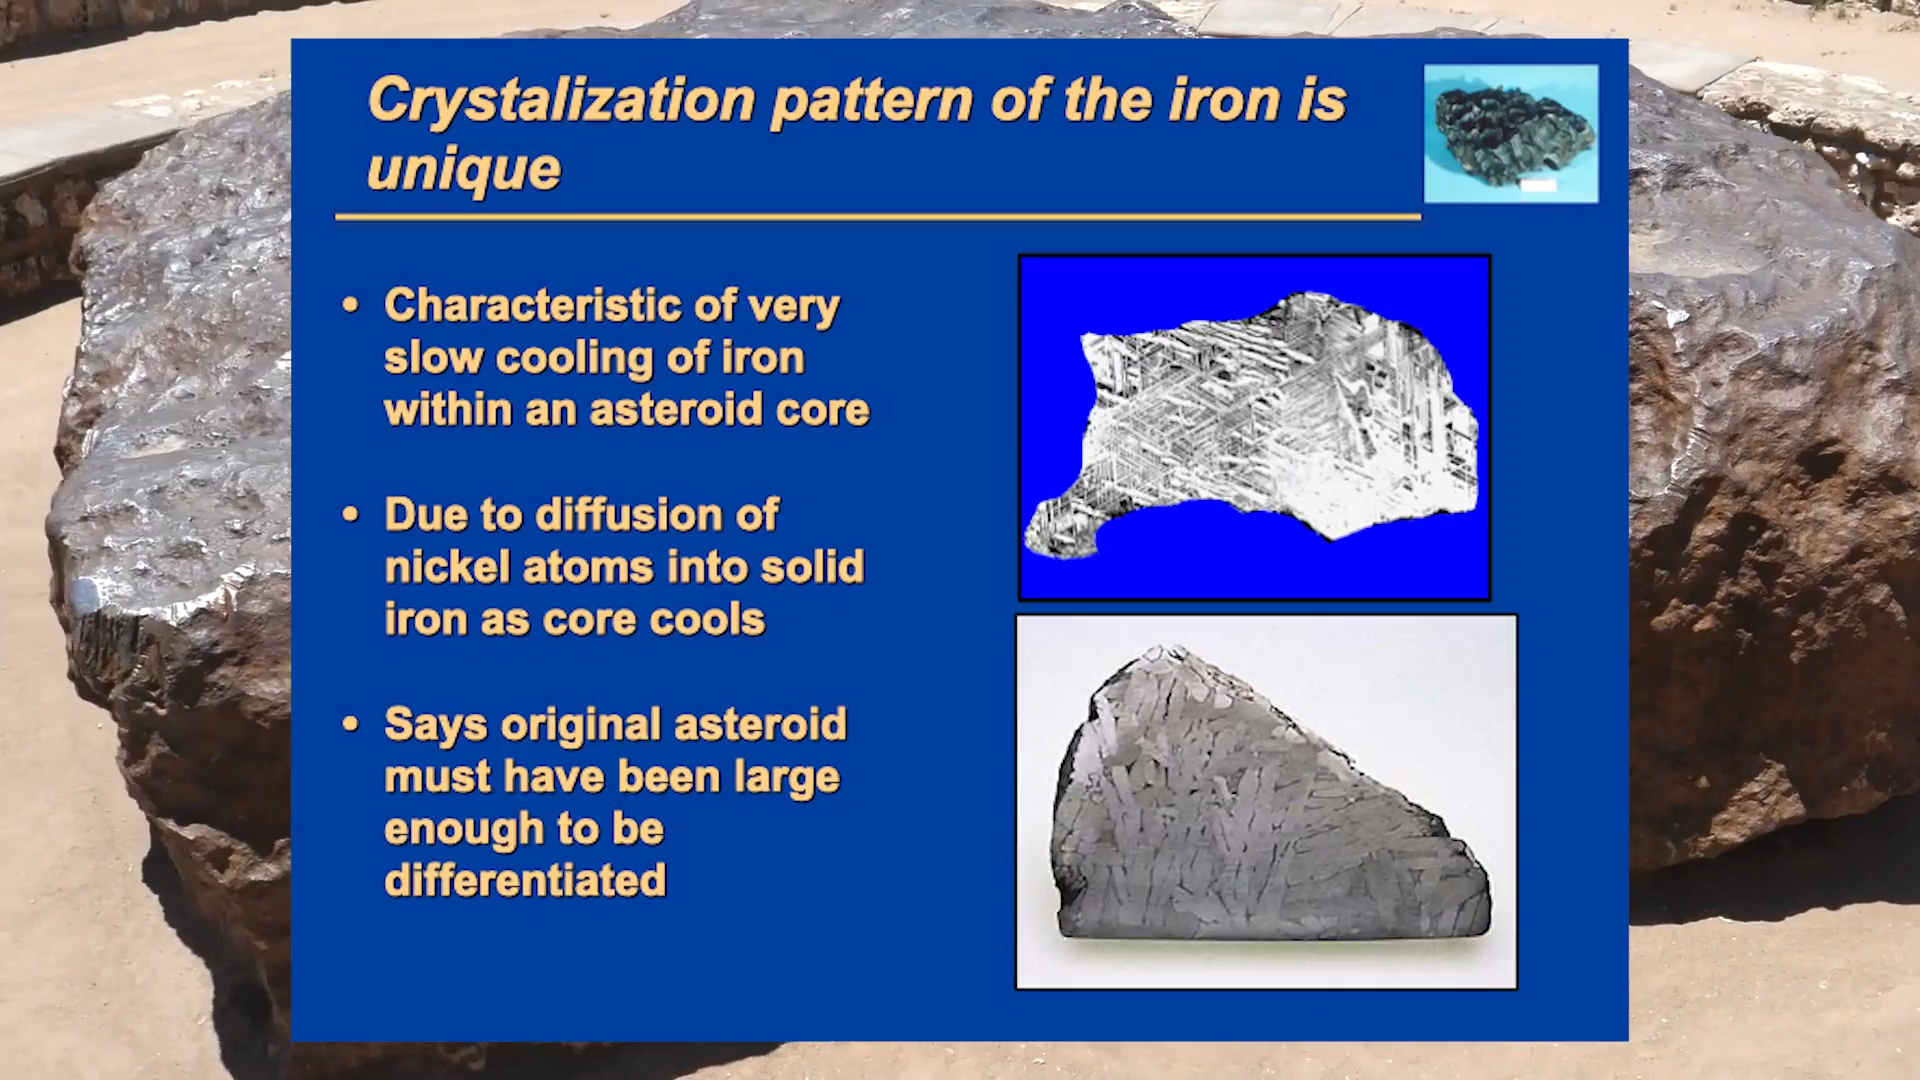 Crystalization pattern of the iron is
unique
• Characteristic of very
slow cooling of iron
within an asteroid core
• Due to diffusion of
nickel atoms into solid
iron as core cools
• Says original asteroid
must have been large
enough to be
differentiated